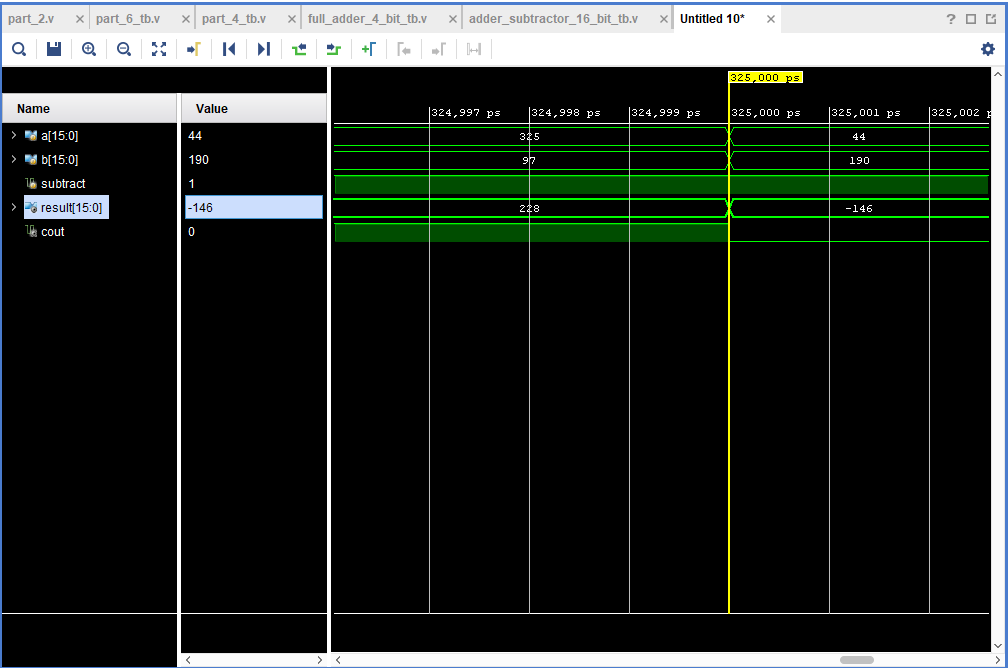 part_2.v × part_6_tb.v × part_4_tb.v × full_adder_4_bit_tb.v × adder_subtractor_16_bit_tb.v × Untitled 10* × ?
325,000 ps
Name Value 324,997 ps 324,998 ps 324,999 ps 325,000 ps 325,001 ps 325,002 p
a[15:0] 44 325 44
b[15:0] 190 97 190
subtract 1
result[15:0] -146 228 -146
cout 0